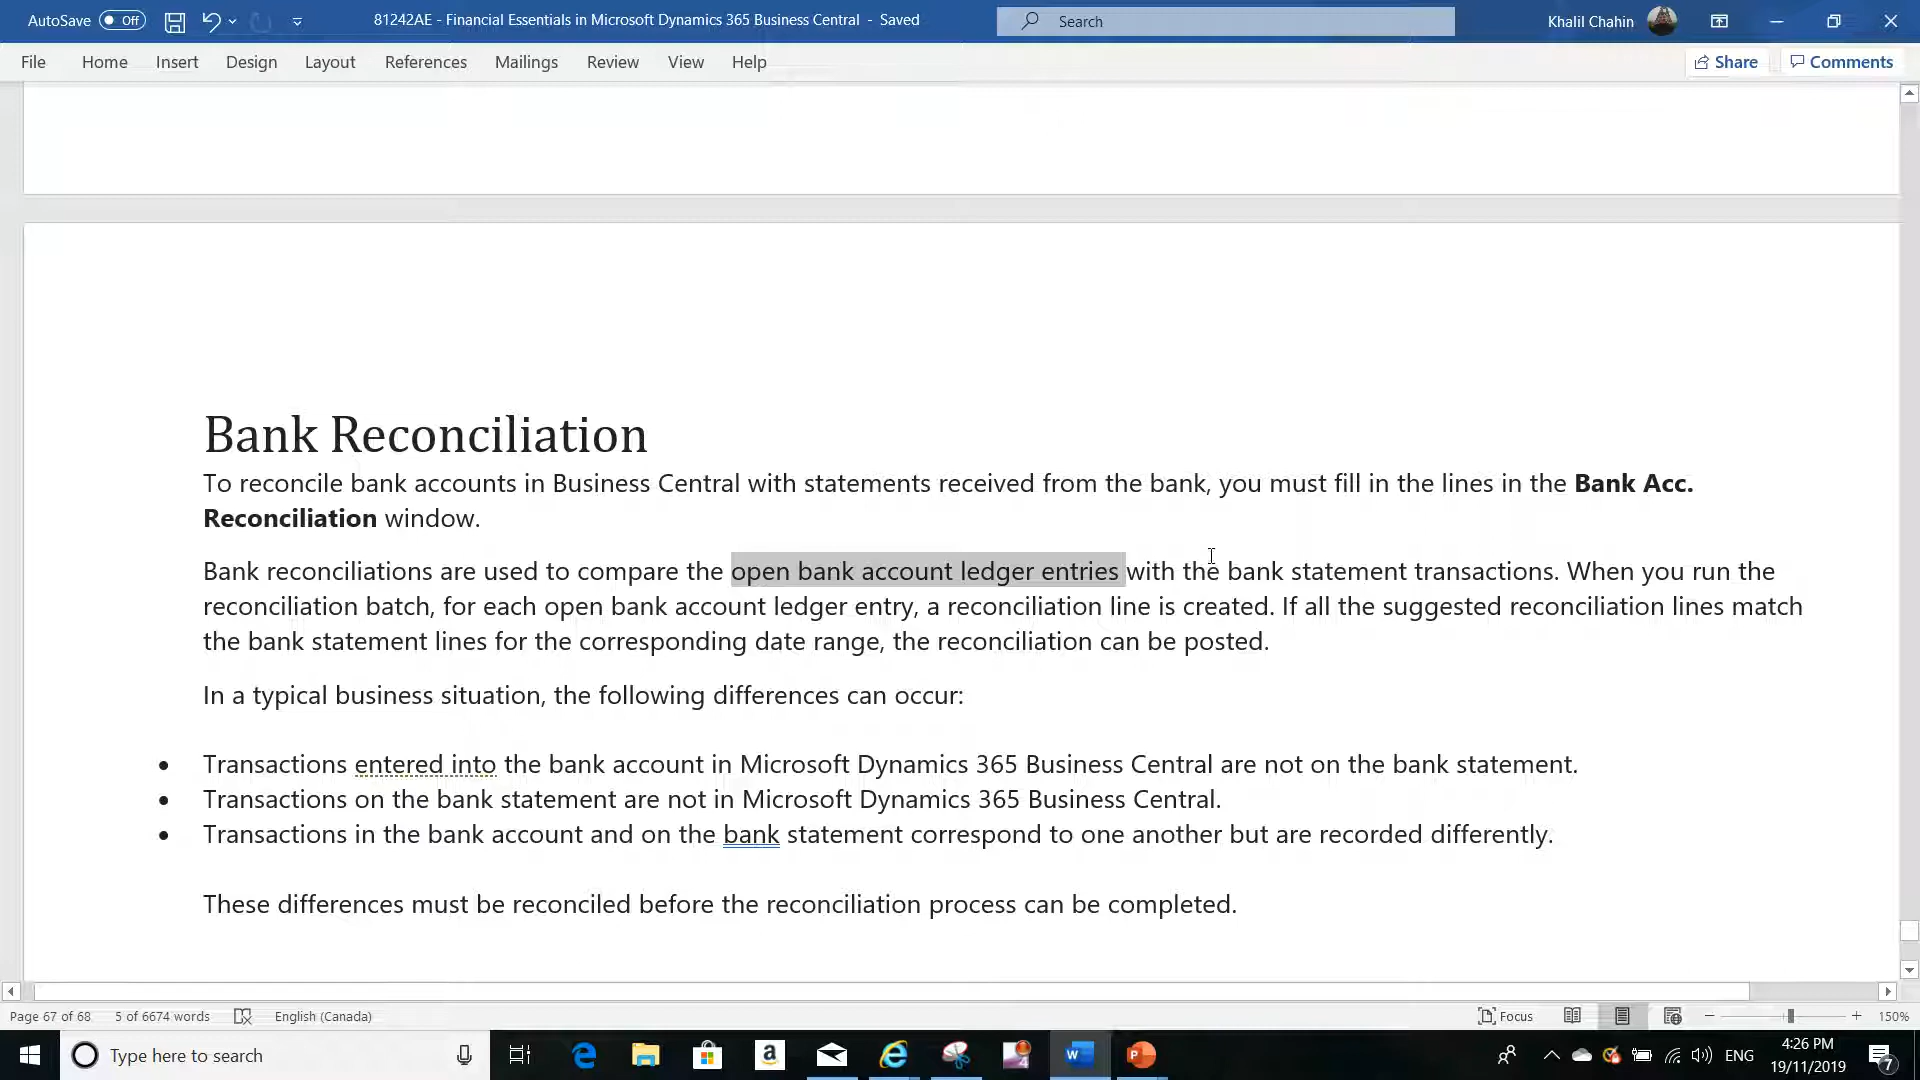 AutoSave Off 81242AE - Financial Essentials in Microsoft Dynamics 365 Business Central - Saved Search Khalil Chahin
File Home Insert Design Layout References Mailings Review View Help Share Comments
Bank Reconciliation
To reconcile bank accounts in Business Central with statements received from the bank, you must fill in the lines in the Bank Acc.
Reconciliation window.
Bank reconciliations are used to compare the open bank account ledger entries with the bank statement transactions. When you run the
reconciliation batch, for each open bank account ledger entry, a reconciliation line is created. If all the suggested reconciliation lines match
the bank statement lines for the corresponding date range, the reconciliation can be posted.
In a typical business situation, the following differences can occur:
• Transactions entered into the bank account in Microsoft Dynamics 365 Business Central are not on the bank statement.
• Transactions on the bank statement are not in Microsoft Dynamics 365 Business Central.
• Transactions in the bank account and on the bank statement correspond to one another but are recorded differently.
These differences must be reconciled before the reconciliation process can be completed.
Page 67 of 68 5 of 6674 words English (Canada) Focus 150%
Type here to search ENG 4:26 PM
19/11/2019 7